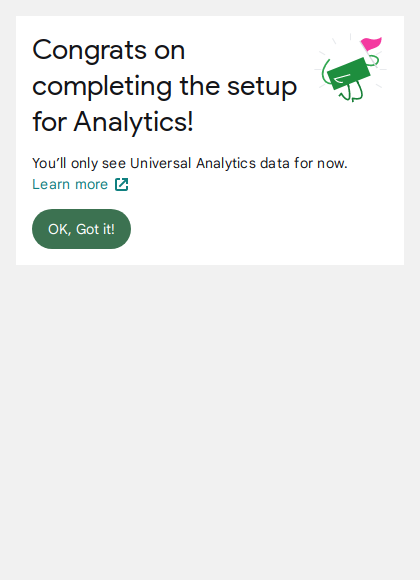 Congrats on
completing the setup
for Analytics!
You’ll only see Universal Analytics data for now.
Learn more
OK, Got it!